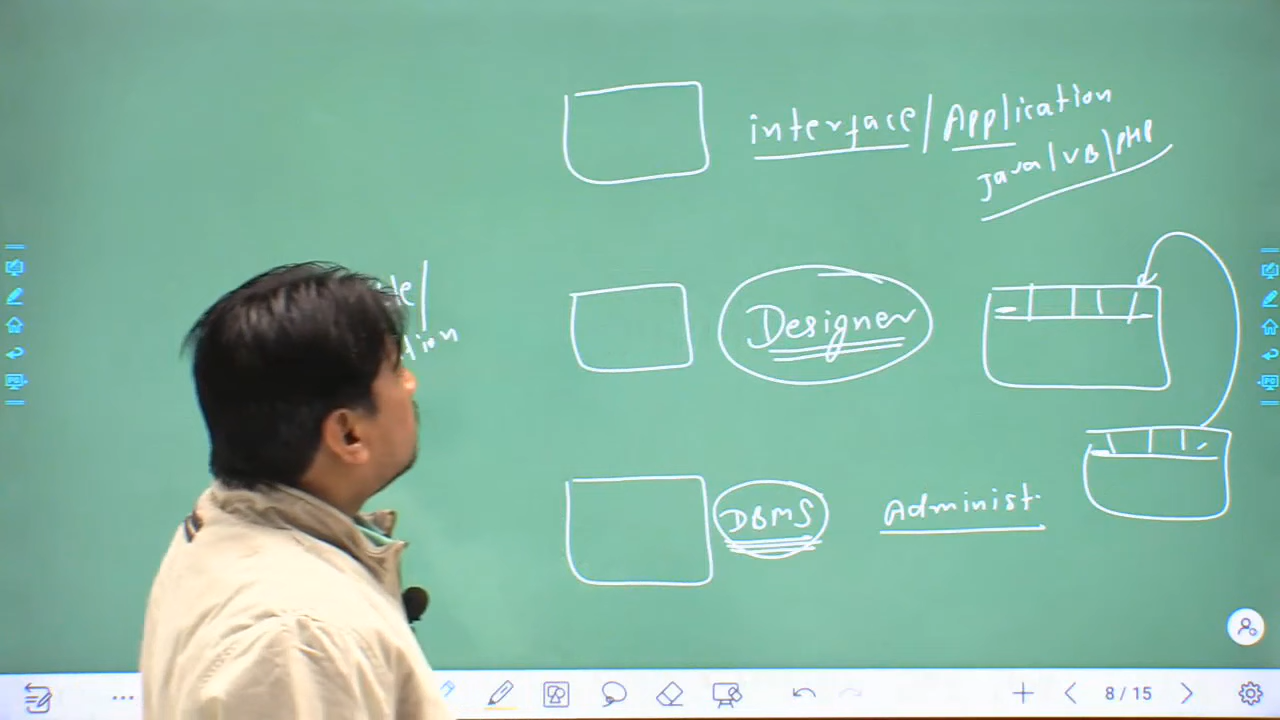 interface/Application
Java/VB/PHP
Designer
DBMS
Administ.
8/15